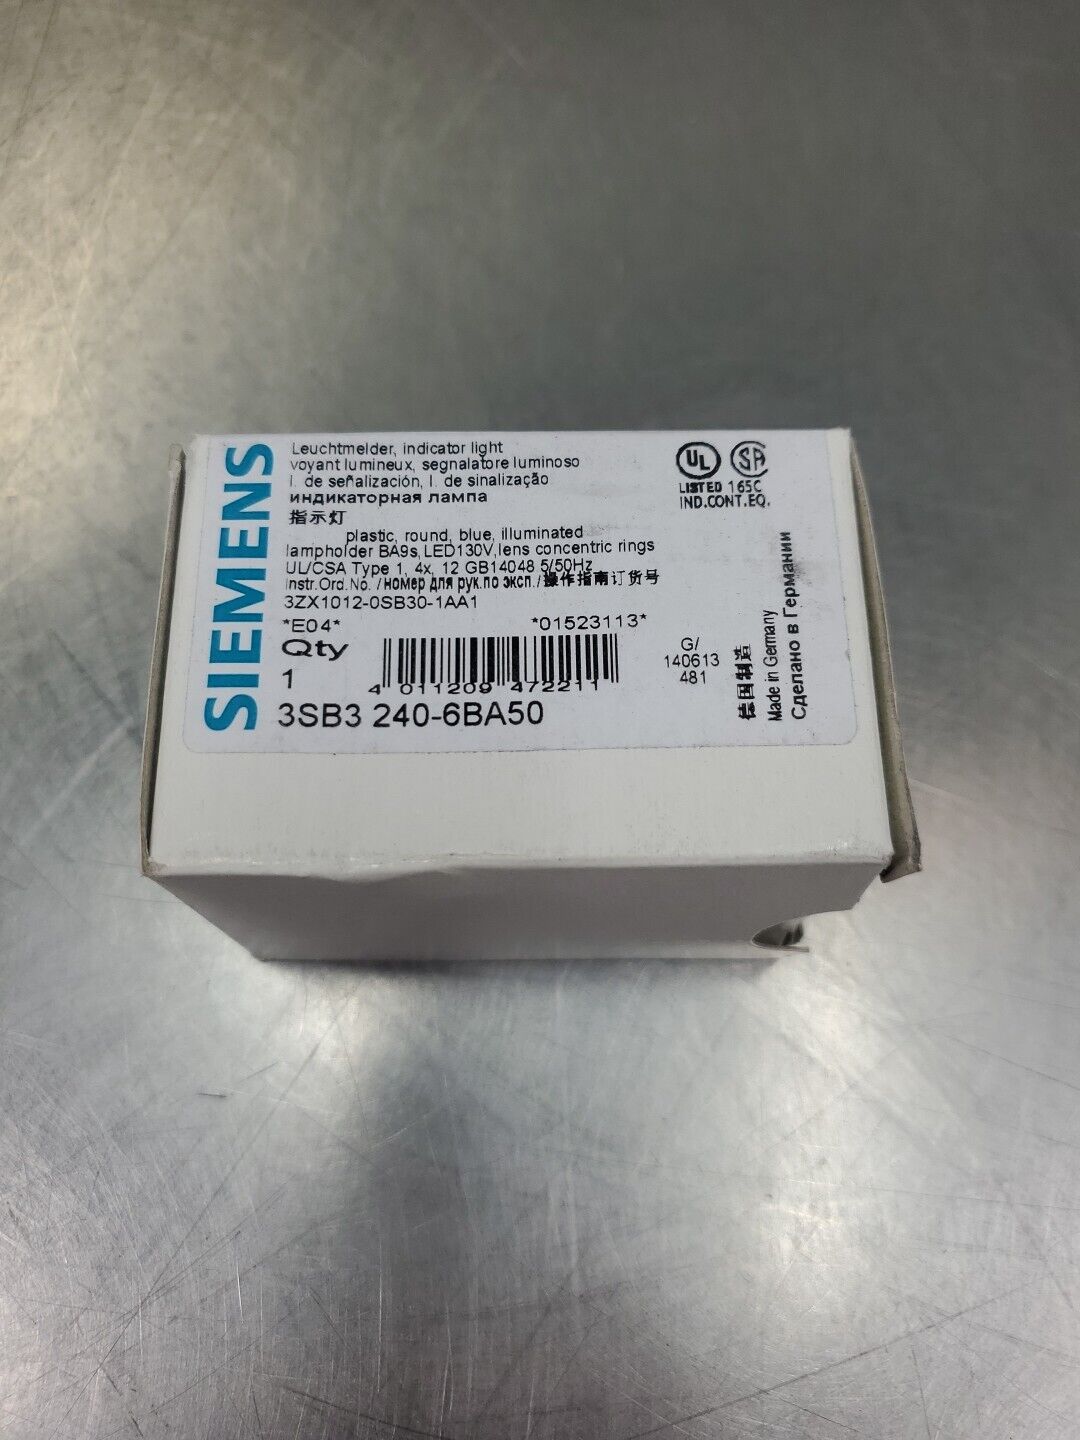 SIEMENS
Leuchtmelder, indicator light
voyant lumineux, segnalatore luminoso
l. de señalización, l. de sinalização
индикаторная лампа
指示灯
plastic, round, blue, illuminated
lampholder BA9s, LED130V, lens concentric rings
UL/CSA Type 1, 4x, 12 GB14048 5/50Hz
Instr.Ord.No. /номер для рук.по эксп./操作指南订货号
3ZX1012-0SB30-1AA1
*E04* *01523113*
Qty
1
4 011209 472211
3SB3 240-6BA50
UL SA
LISTED 165C
IND.CONT.EQ.
G/
140613
481
德国制造
Made in Germany
Сделано в Германии